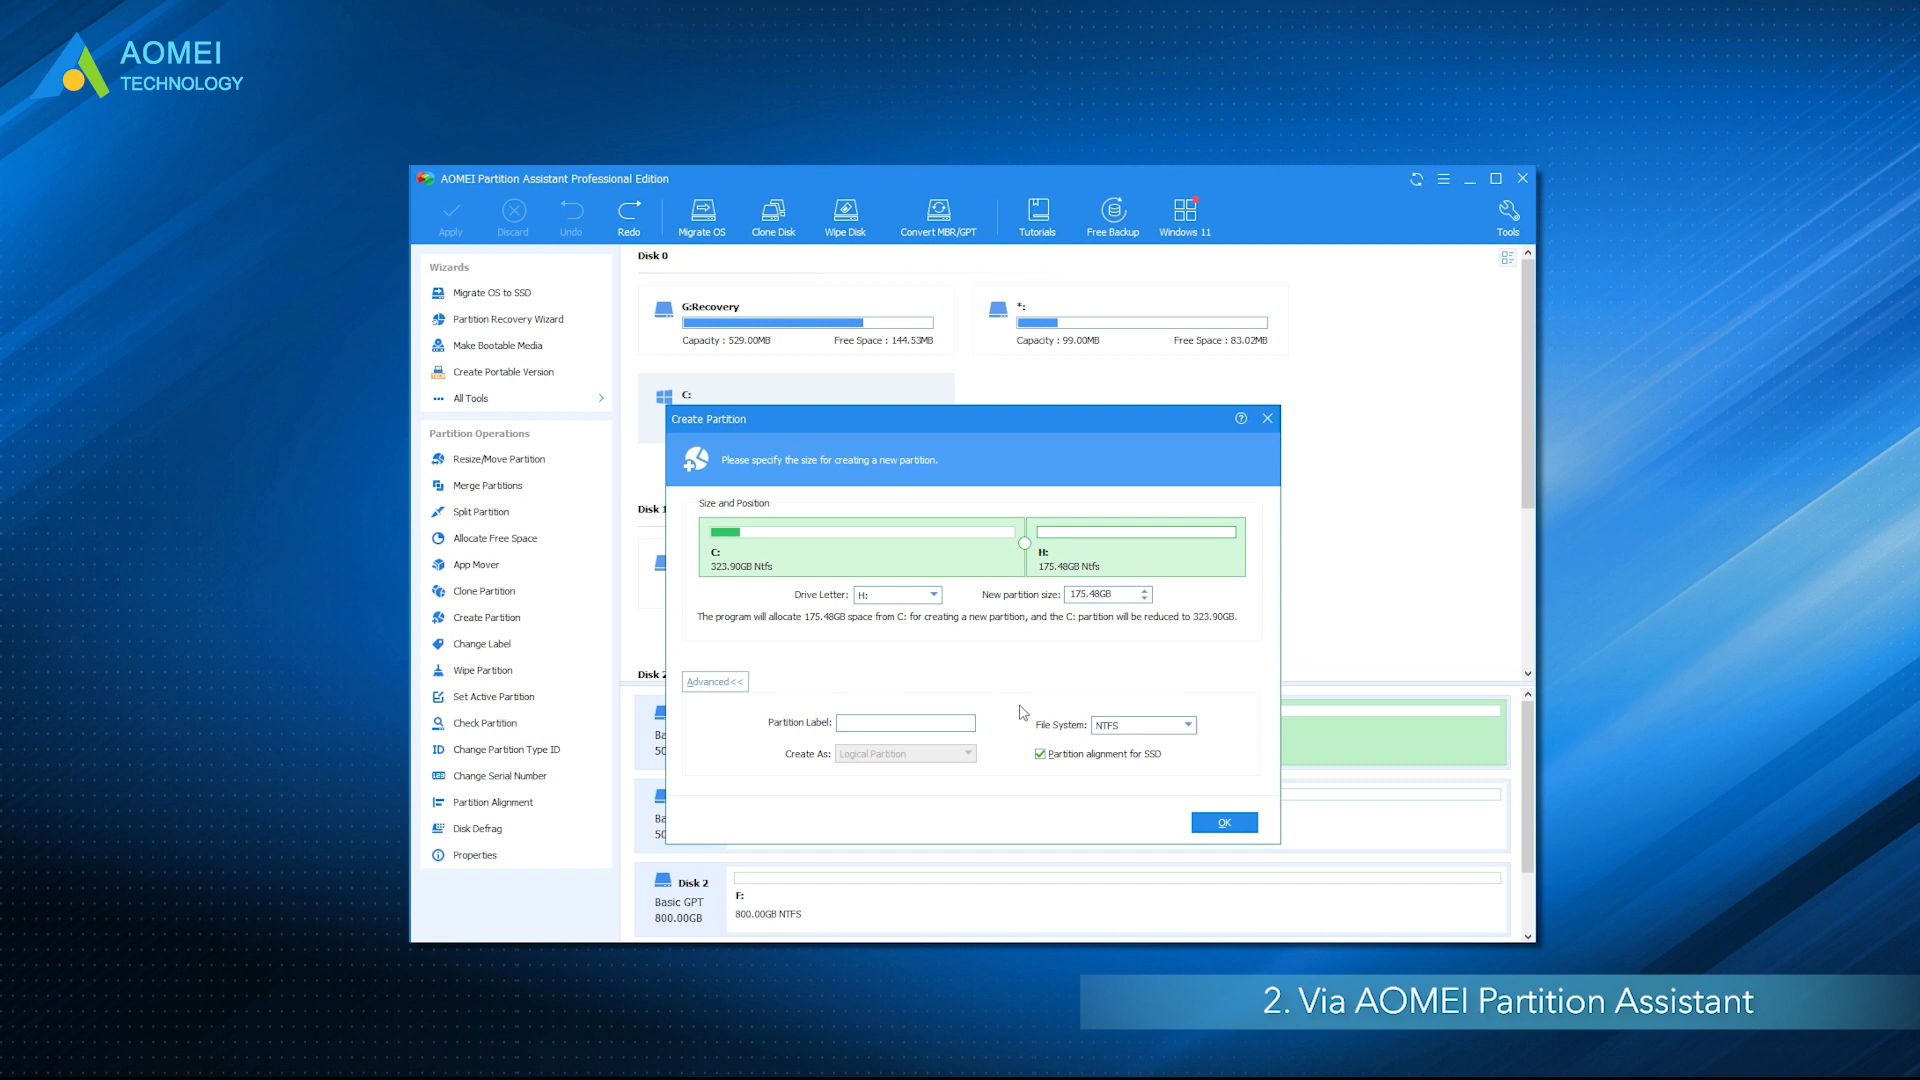 AOMEI
TECHNOLOGY
AOMEI Partition Assistant Professional Edition
Apply
Discard
Undo
Redo
Migrate OS
Clone Disk
Wipe Disk
Convert MBR/GPT
Tutorials
Free Backup
Windows 11
Tools
Wizards
Migrate OS to SSD
Partition Recovery Wizard
Make Bootable Media
Create Portable Version
All Tools
Partition Operations
Resize/Move Partition
Merge Partitions
Split Partition
Allocate Free Space
App Mover
Clone Partition
Create Partition
Change Label
Wipe Partition
Set Active Partition
Check Partition
ID Change Partition Type ID
Change Serial Number
Partition Alignment
Disk Defrag
Properties
Disk 0
G:Recovery
Capacity : 529.00MB Free Space : 144.53MB
*:
Capacity : 99.00MB Free Space : 83.02MB
C:
Disk 1
Disk 2
Create Partition
Please specify the size for creating a new partition.
Size and Position
C:
323.90GB Ntfs
H:
175.48GB Ntfs
Drive Letter: H: New partition size: 175.48GB
The program will allocate 175.48GB space from C: for creating a new partition, and the C: partition will be reduced to 323.90GB.
Advanced<<
Partition Label: File System: NTFS
Create As: Logical Partition Partition alignment for SSD
OK
Ba
50
Ba
50
Disk 2
Basic GPT
800.00GB
F:
800.00GB NTFS
2. Via AOMEI Partition Assistant